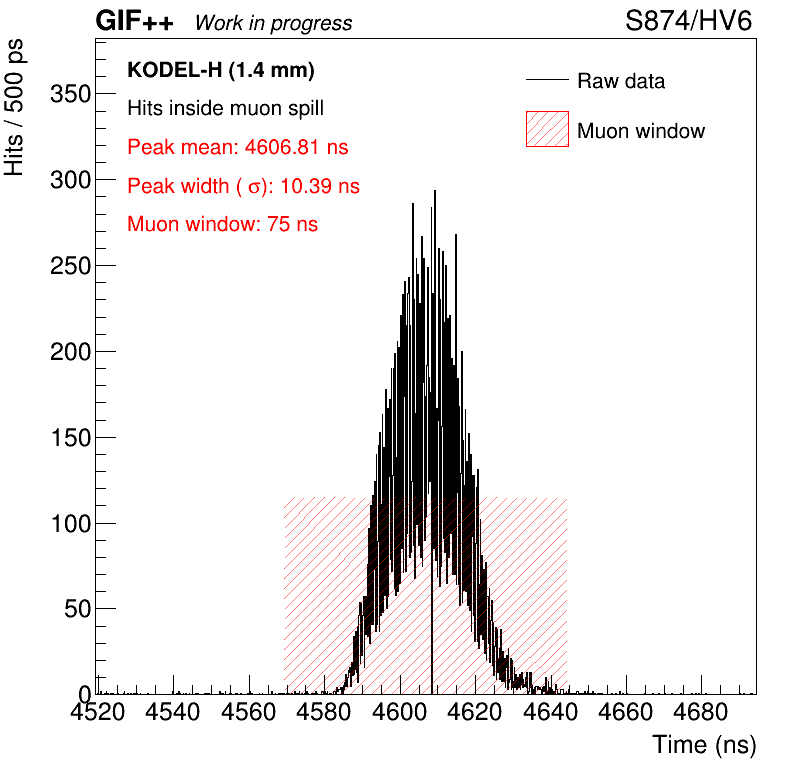 GIF++ Work in progress S874/HV6
Hits / 500 ps
KODEL-H (1.4 mm)
Hits inside muon spill
Peak mean: 4606.81 ns
Peak width ( σ): 10.39 ns
Muon window: 75 ns
Raw data
Muon window
350
300
250
200
150
100
50
0
4520 4540 4560 4580 4600 4620 4640 4660 4680
Time (ns)